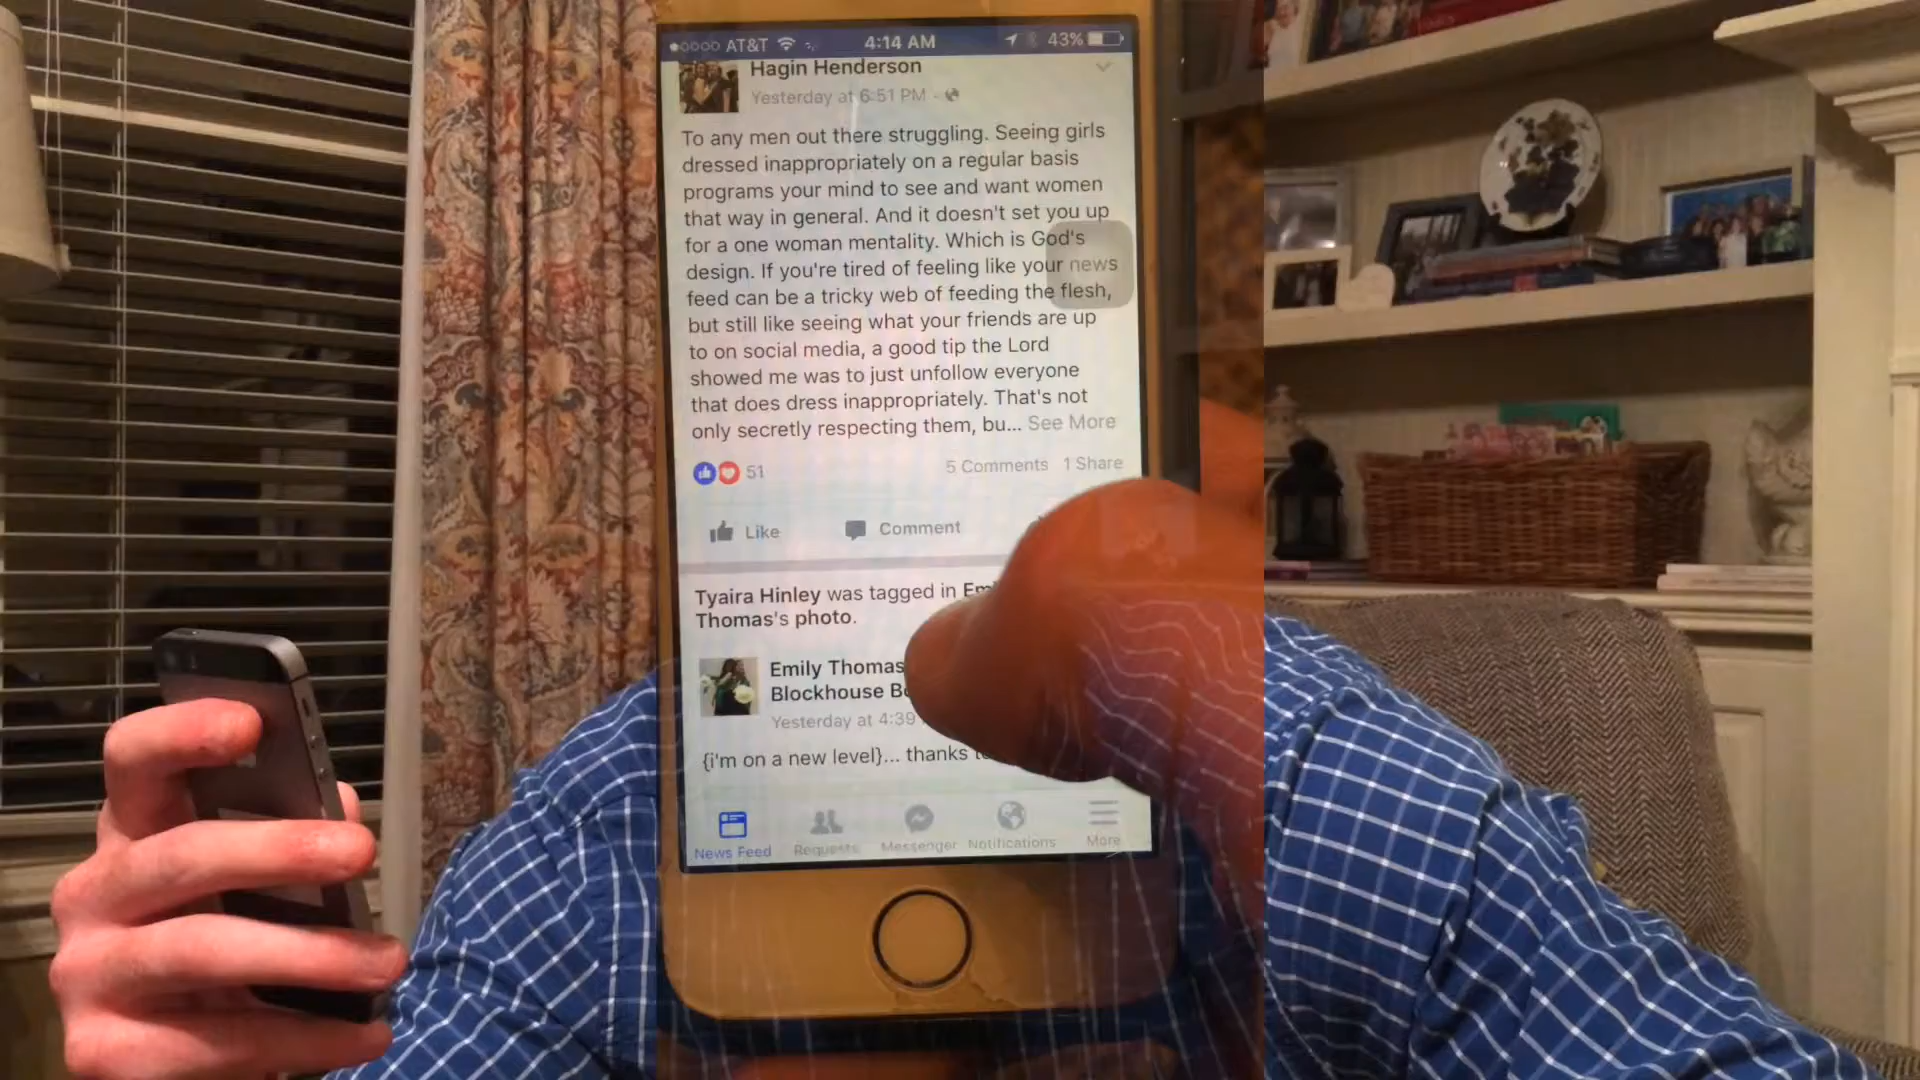 AT&T 4:14 AM 43%
Hagin Henderson
Yesterday at 6:51 PM
To any men out there struggling. Seeing girls
dressed inappropriately on a regular basis
programs your mind to see and want women
that way in general. And it doesn't set you up
for a one woman mentality. Which is God's
design. If you're tired of feeling like your news
feed can be a tricky web of feeding the flesh,
but still like seeing what your friends are up
to on social media, a good tip the Lord
showed me was to just unfollow everyone
that does dress inappropriately. That's not
only secretly respecting them, bu... See More
51 5 Comments 1 Share
Like Comment
Tyaira Hinley was tagged in
Thomas's photo.
Emily Thomas
Blockhouse
Yesterday at 4:39
{i'm on a new level}... thanks
News Feed Requests Messenger Notifications More